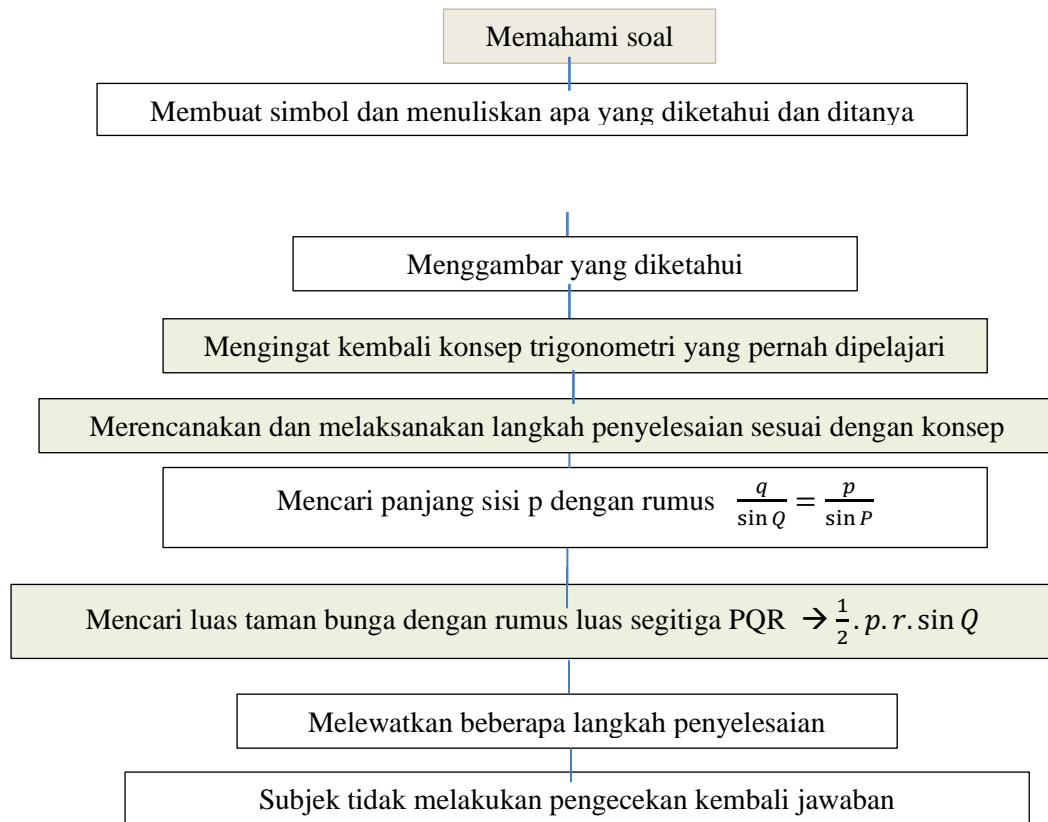 Memahami soal
Membuat simbol dan menuliskan apa yang diketahui dan ditanya
Menggambar yang diketahui
Mengingat kembali konsep trigonometri yang pernah dipelajari
Merencanakan dan melaksanakan langkah penyelesaian sesuai dengan konsep
Mencari panjang sisi p dengan rumus q/sin Q = p/sin P
Mencari luas taman bunga dengan rumus luas segitiga PQR → 1/2 . p. r. sin Q
Melewatkan beberapa langkah penyelesaian
Subjek tidak melakukan pengecekan kembali jawaban